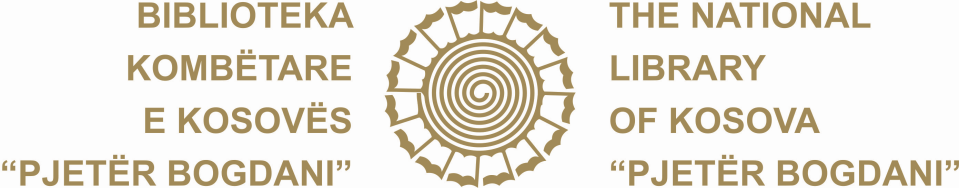 BIBLIOTEKA
KOMBËTARE
E KOSOVËS
“PJETËR BOGDANI”
THE NATIONAL
LIBRARY
OF KOSOVA
“PJETËR BOGDANI”